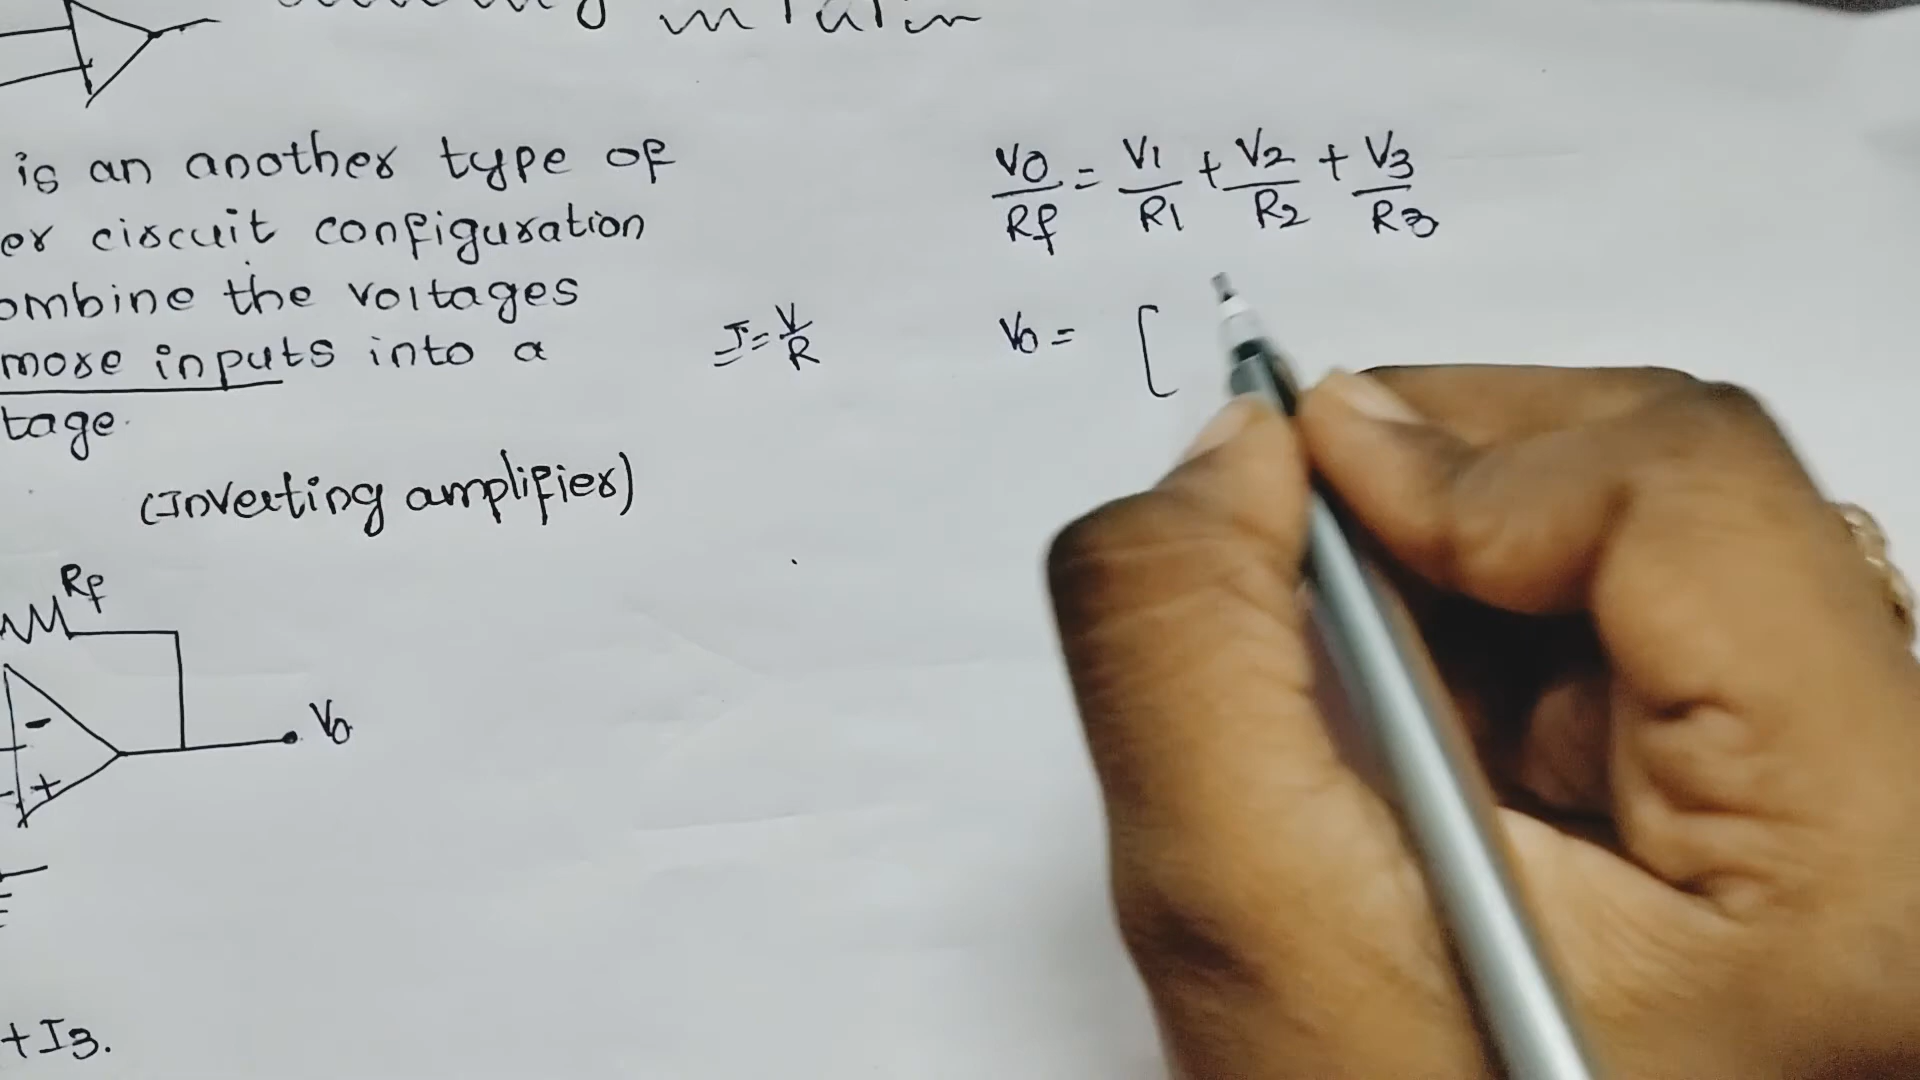 is an another type of
er circuit configuration
ombine the voltages
more inputs into a
tage.
(Inverting amplifier)
Rf
-
+
Vo
+I3.
I=V/R
Vo/Rf = V1/R1 + V2/R2 + V3/R3
Vo = [